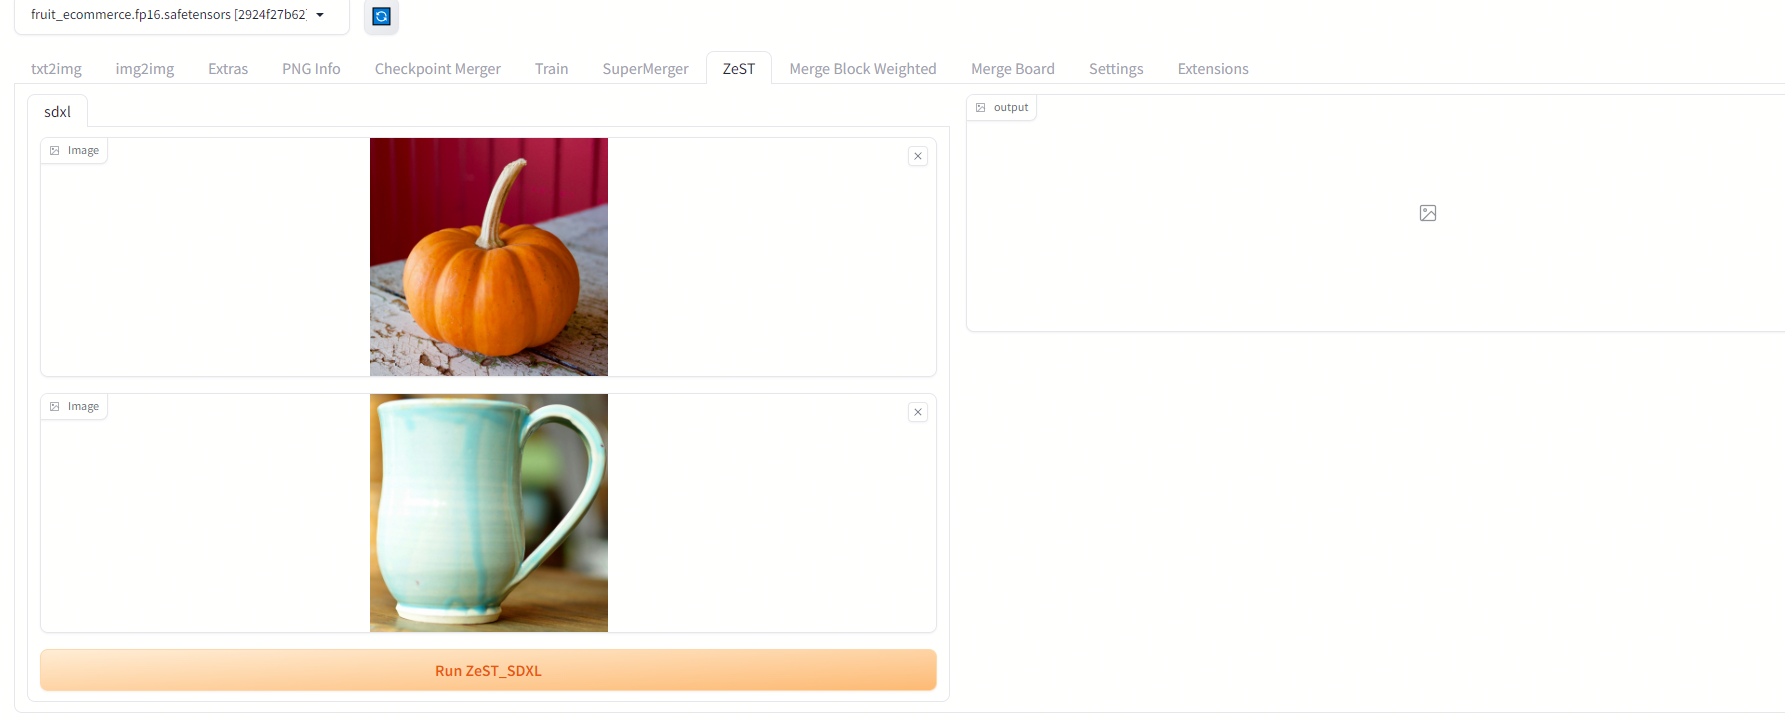 fruit_ecommerce.fp16.safetensors [2924f27b62]
txt2img img2img Extras PNG Info Checkpoint Merger Train SuperMerger ZeST Merge Block Weighted Merge Board Settings Extensions
sdxl
output
Image
Image
Run ZeST_SDXL